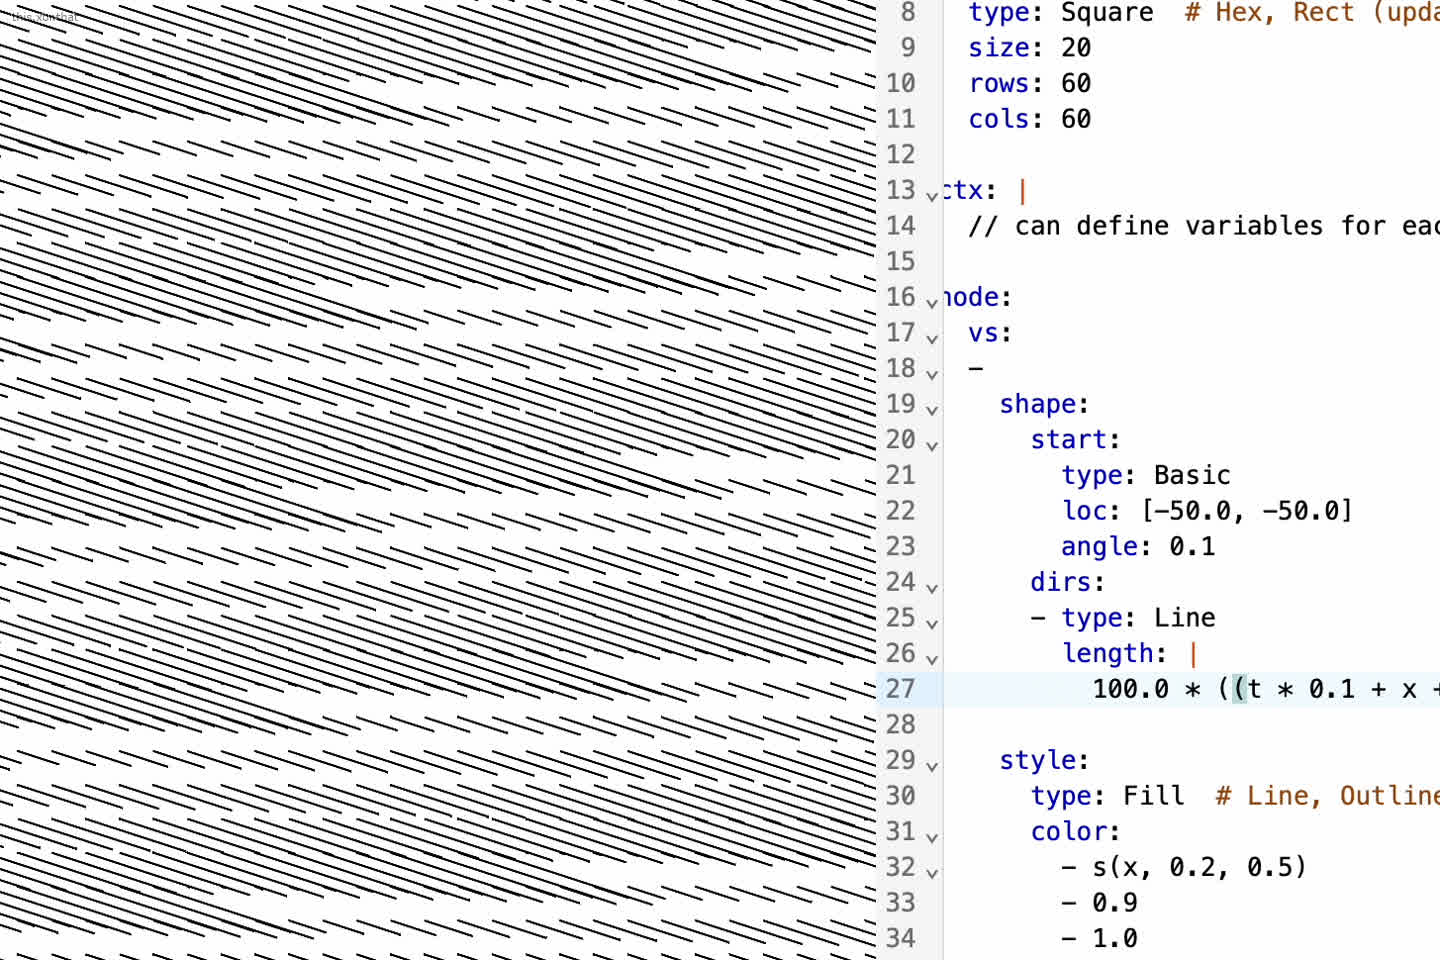 this.xorthat
8 type: Square # Hex, Rect (upda
9 size: 20
10 rows: 60
11 cols: 60
12
13 ctx: |
14 // can define variables for eac
15
16 node:
17 vs:
18 -
19 shape:
20 start:
21 type: Basic
22 loc: [-50.0, -50.0]
23 angle: 0.1
24 dirs:
25 - type: Line
26 length: |
27 100.0 * ((t * 0.1 + x +
28
29 style:
30 type: Fill # Line, Outline
31 color:
32 - s(x, 0.2, 0.5)
33 - 0.9
34 - 1.0